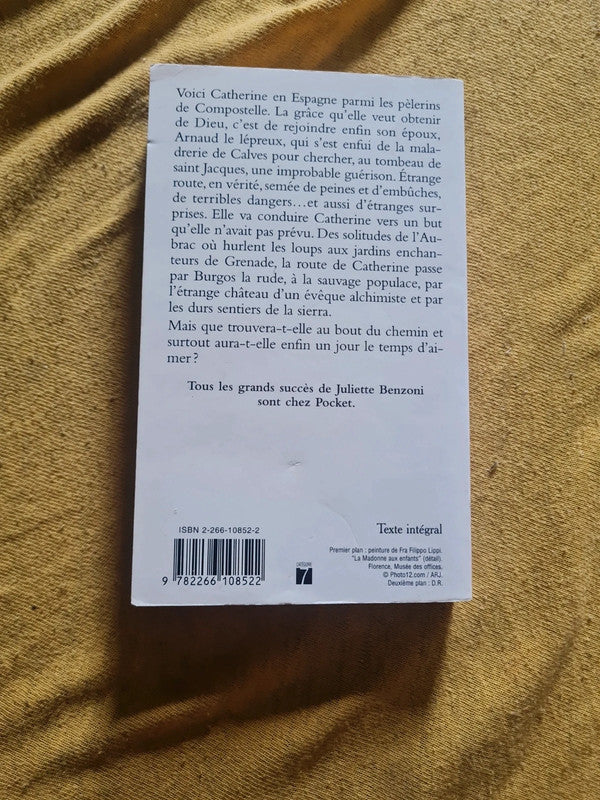 Voici Catherine en Espagne parmi les pèlerins
de Compostelle. La grâce qu'elle veut obtenir
de Dieu, c'est de rejoindre enfin son époux,
Arnaud le lépreux, qui s'est enfui de la mala-
drerie de Calves pour chercher, au tombeau de
saint Jacques, une improbable guérison. Étrange
route, en vérité, semée de peines et d'embûches,
de terribles dangers...et aussi d'étranges sur-
prises. Elle va conduire Catherine vers un but
qu'elle n'avait pas prévu. Des solitudes de l'Au-
brac où hurlent les loups aux jardins enchan-
teurs de Grenade, la route de Catherine passe
par Burgos la rude, à la sauvage populace, par
l'étrange château d'un évêque alchimiste et par
les durs sentiers de la sierra.
Mais que trouvera-t-elle au bout du chemin et
surtout aura-t-elle enfin un jour le temps d'ai-
mer ?
Tous les grands succès de Juliette Benzoni
sont chez Pocket.
ISBN 2-266-10852-2
9 782266 108522
CATÉGORIE
7
Texte intégral
Premier plan : peinture de Fra Filippo Lippi.
"La Madonne aux enfants" (détail).
Florence, Musée des offices.
© Photo12.com / ARJ.
Deuxième plan : D.R.